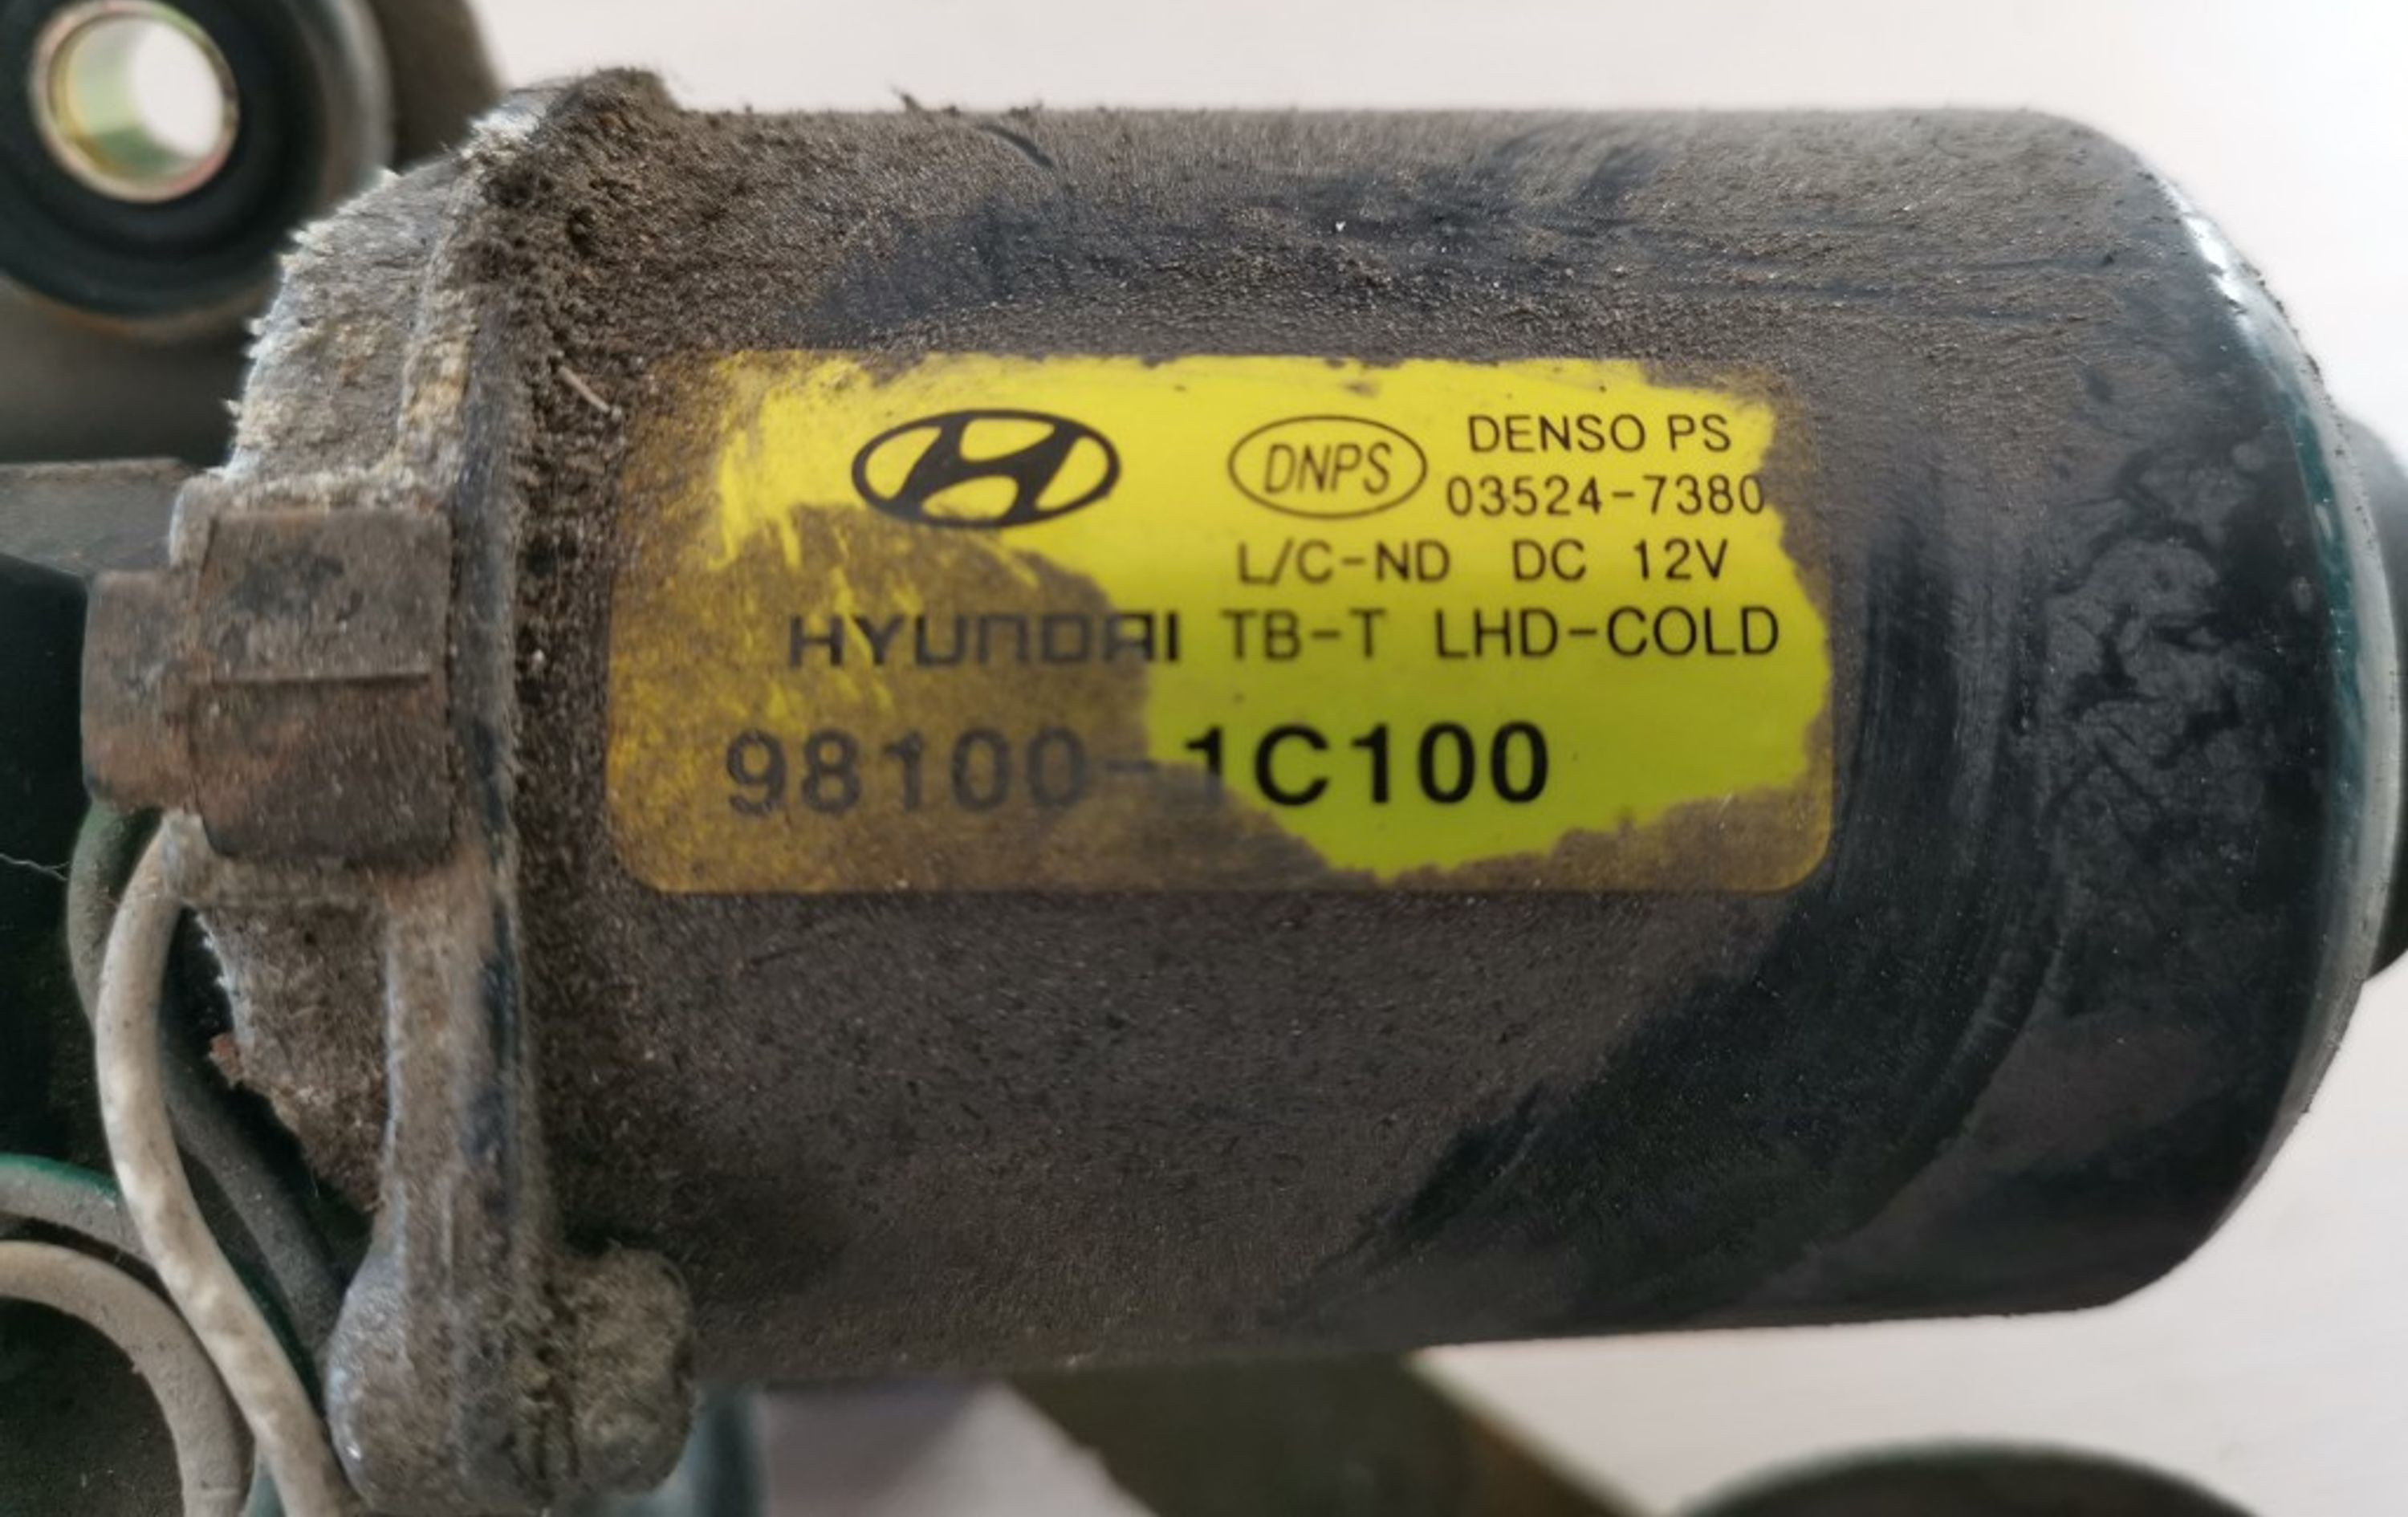 DNPS DENSO PS
03524-7380
L/C-ND DC 12V
HYUNDAI TB-T LHD-COLD
98100-1C100